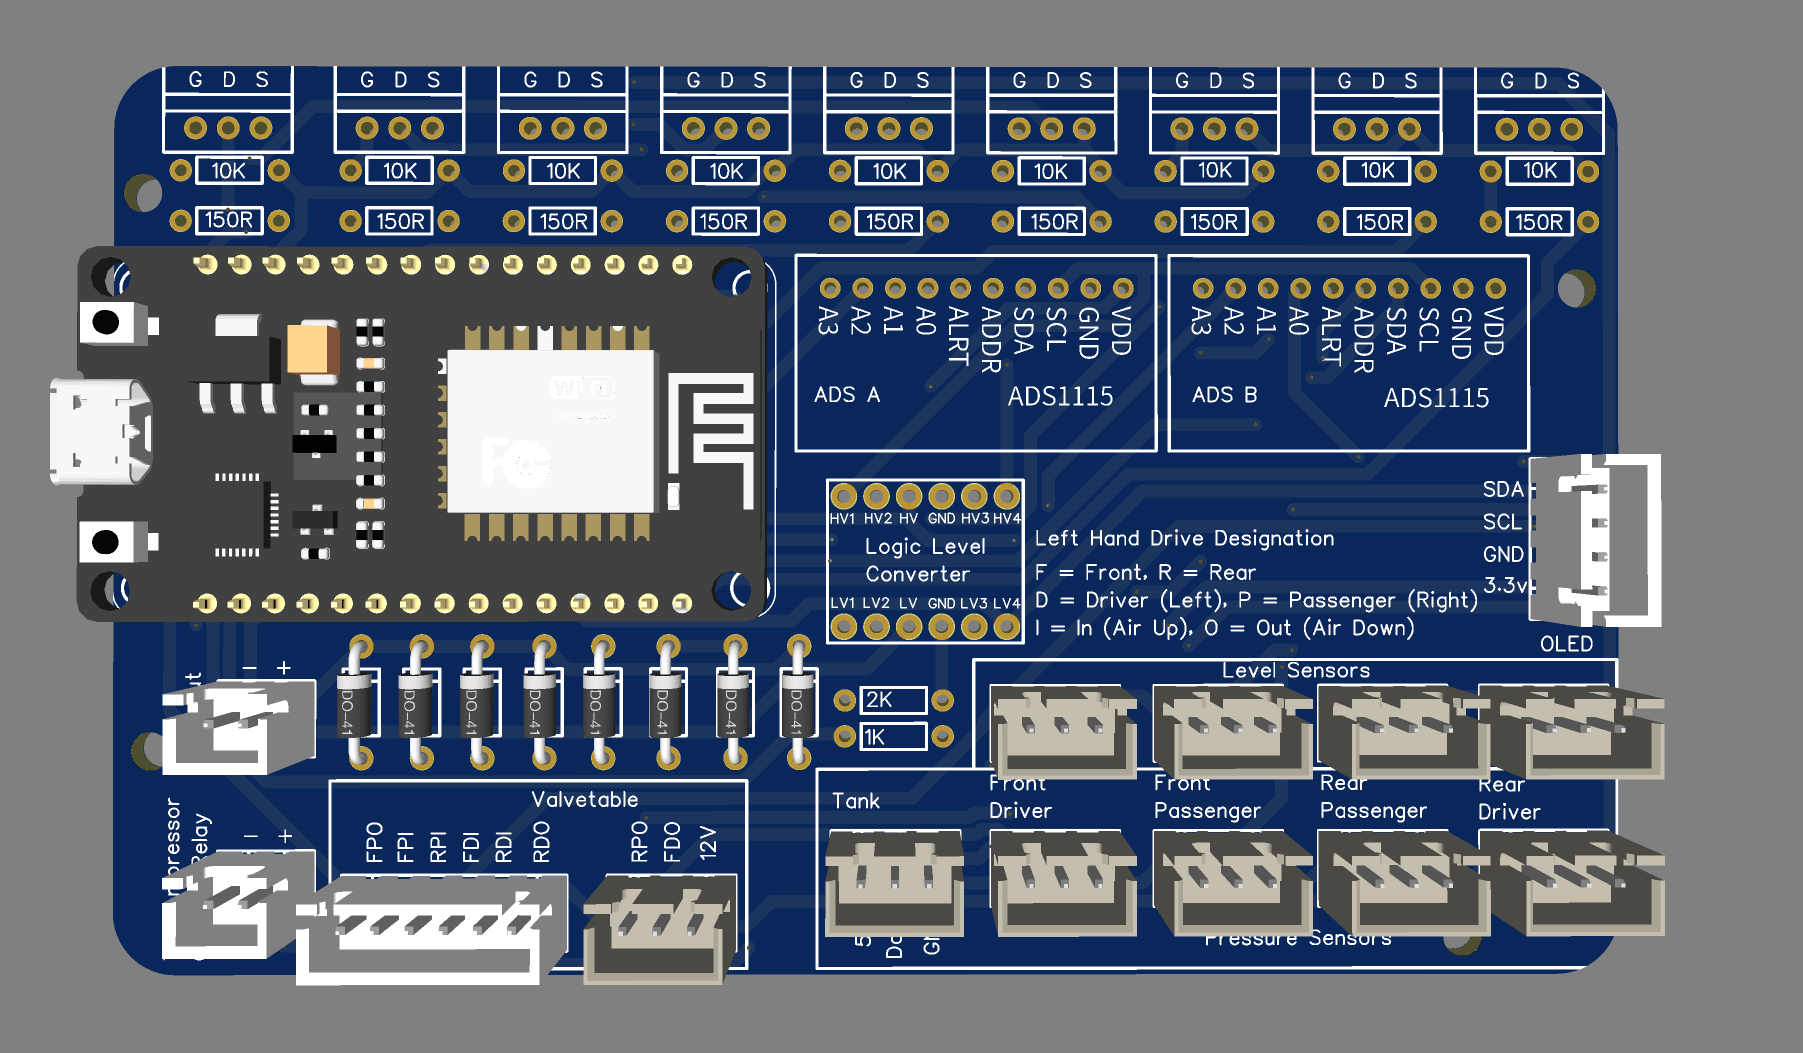 G D S G D S G D S G D S G D S G D S G D S G D S G D S
10K 10K 10K 10K 10K 10K 10K 10K 10K
150R 150R 150R 150R 150R 150R 150R 150R 150R
A3 A2 A1 A0 ALRT ADDR SDA SCL GND VDD
ADS A ADS1115
A3 A2 A1 A0 ALRT ADDR SDA SCL GND VDD
ADS B ADS1115
WiFi
HV1 HV2 HV GND HV3 HV4
Logic Level
Converter
LV1 LV2 LV GND LV3 LV4
Left Hand Drive Designation
F = Front, R = Rear
D = Driver (Left), P = Passenger (Right)
I = In (Air Up), O = Out (Air Down)
SDA
SCL
GND
3.3v
OLED
DO-41 DO-41 DO-41 DO-41 DO-41 DO-41 DO-41 DO-41
2K
1K
Level Sensors
Front
Driver
Front
Passenger
Rear
Passenger
Rear
Driver
Tank
Pressure Sensors
Valvetable
FPO FPI RPI FDI RDI RDO RPO FDO 12V
- +
Relay
- +